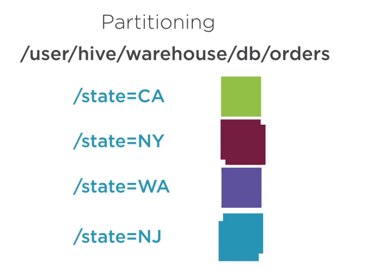 Partitioning
/user/hive/warehouse/db/orders
/state=CA
/state=NY
/state=WA
/state=NJ